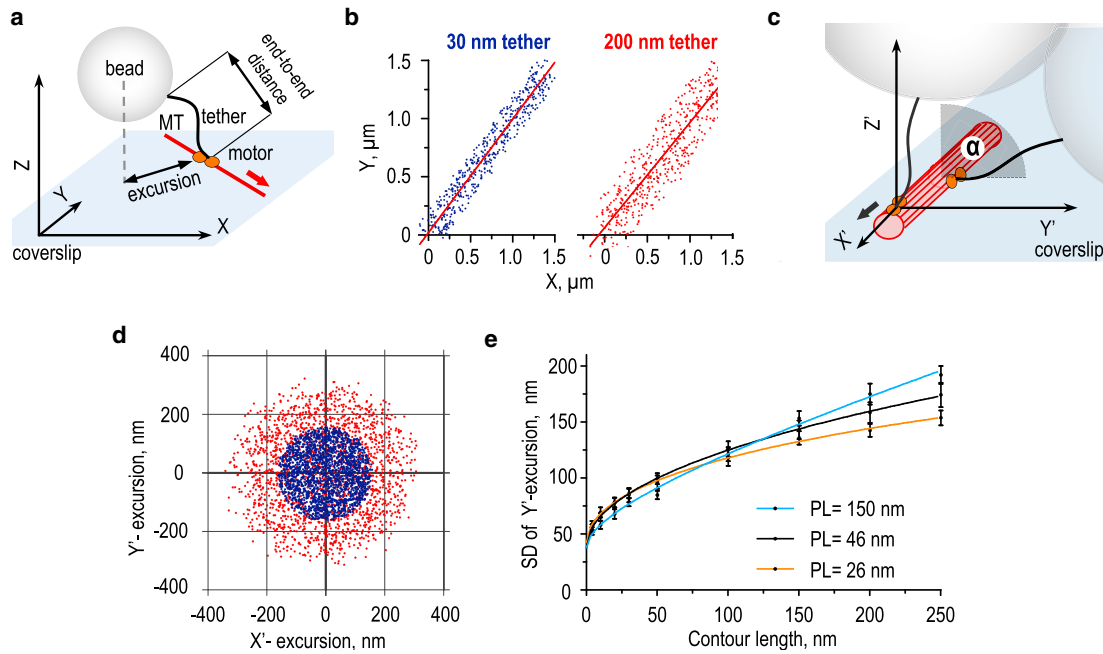 a
bead
end-to-end
distance
MT
tether
motor
excursion
Z
Y
X
coverslip
b
30 nm tether
200 nm tether
Y, µm
1.5
1.0
0.5
0
0
0.5
1.0
1.5
0
0.5
1.0
1.5
X, µm
c
Z'
α
X'
Y'
coverslip
d
Y'- excursion, nm
400
200
0
-200
-400
-400
-200
0
200
400
X'- excursion, nm
e
SD of Y'-excursion, nm
200
150
100
50
0
PL= 150 nm
PL= 46 nm
PL= 26 nm
0
50
100
150
200
250
Contour length, nm